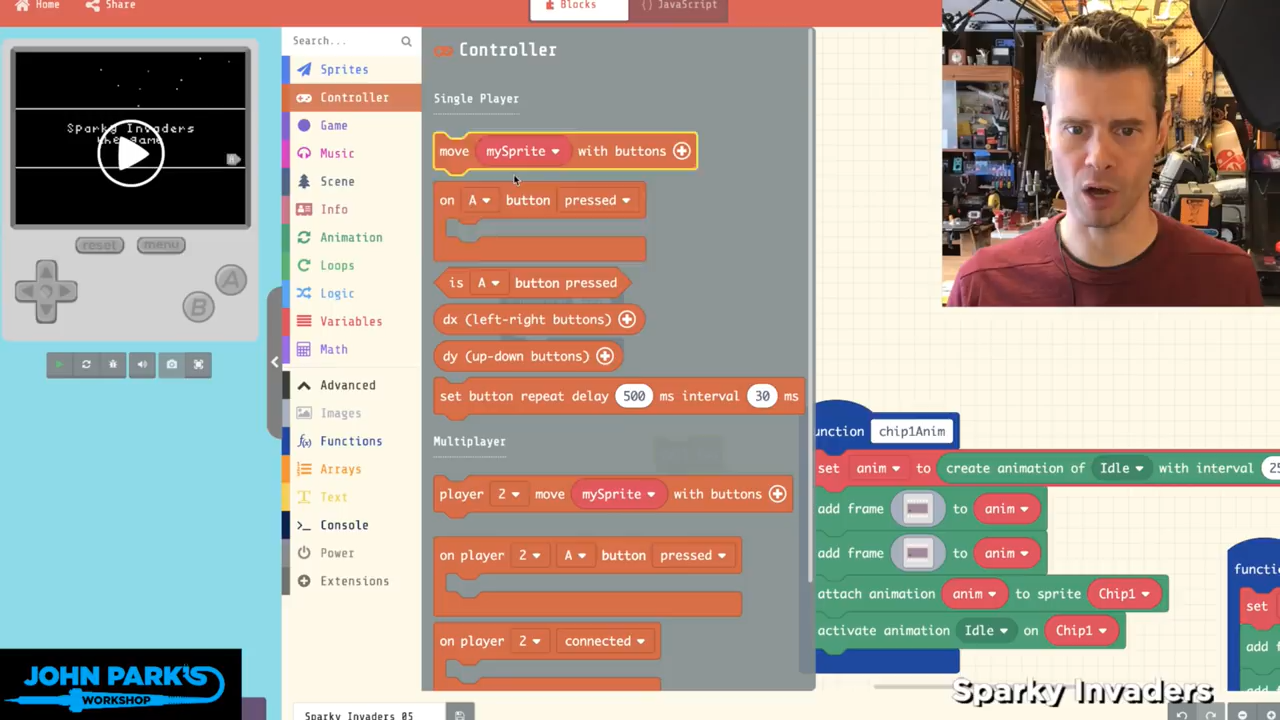 Home
Share
Blocks
{} JavaScript
Search...
Sprites
Controller
Game
Music
Scene
Info
Animation
Loops
Logic
Variables
Math
Advanced
Images
Functions
Arrays
Text
Console
Power
Extensions
Sparky Invaders
the game
A
reset
menu
A
B
Controller
Single Player
move mySprite with buttons
on A button pressed
is A button pressed
dx (left-right buttons)
dy (up-down buttons)
set button repeat delay 500 ms interval 30 ms
Multiplayer
player 2 move mySprite with buttons
on player 2 A button pressed
on player 2 connected
unction chip1Anim
set anim to create animation of Idle with interval 25
add frame to anim
add frame to anim
attach animation anim to sprite Chip1
activate animation Idle on Chip1
functio
set
add f
add f
JOHN PARK'S
WORKSHOP
Sparky Invaders 05
Sparky Invaders